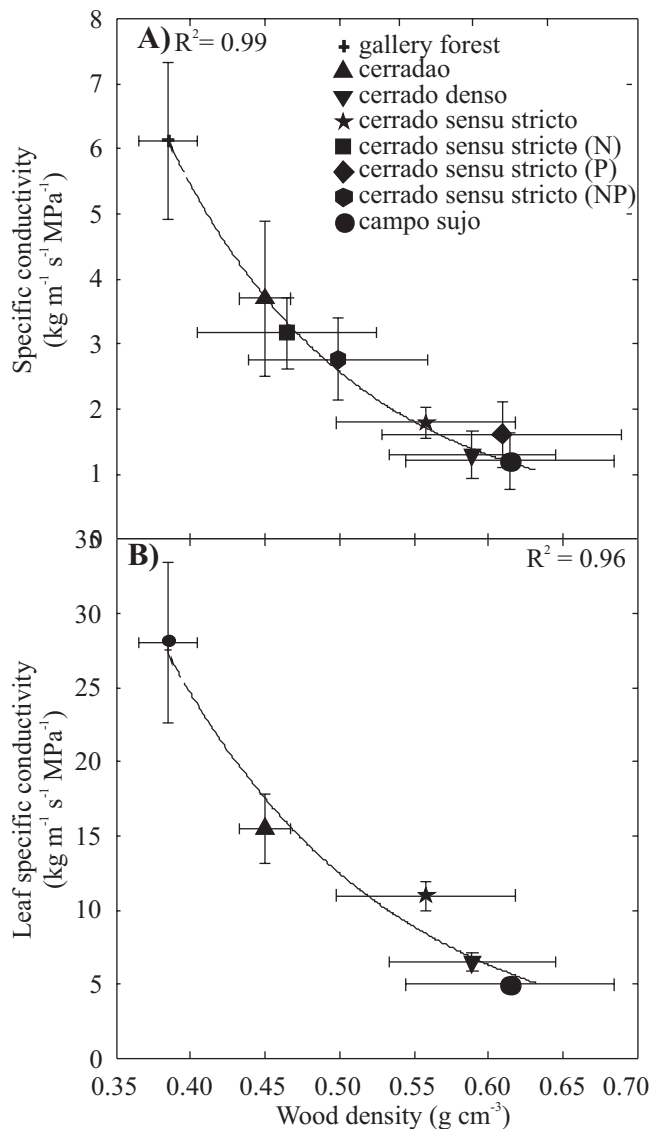 A) R²= 0.99
gallery forest
cerradao
cerrado denso
cerrado sensu stricto
cerrado sensu stricto (N)
cerrado sensu stricto (P)
cerrado sensu stricto (NP)
campo sujo
8
7
6
5
4
3
2
1
0
Specific conductivity
(kg m⁻¹ s⁻¹ MPa⁻¹)
B)
R² = 0.96
30
25
20
15
10
5
0
Leaf specific conductivity
(kg m⁻¹ s⁻¹ MPa⁻¹)
0.35 0.40 0.45 0.50 0.55 0.60 0.65 0.70
Wood density (g cm⁻³)